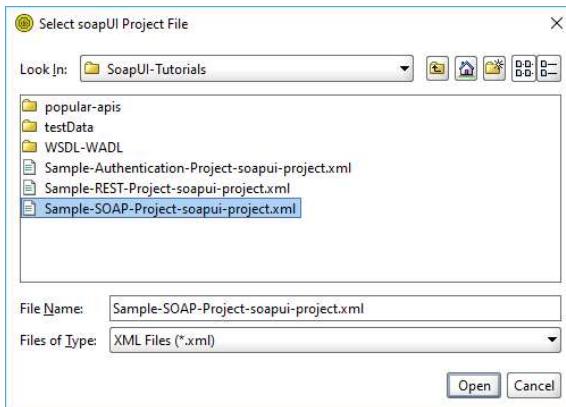 Select soapUI Project File
Look In: SoapUI-Tutorials
popular-apis
testData
WSDL-WADL
Sample-Authentication-Project-soapui-project.xml
Sample-REST-Project-soapui-project.xml
Sample-SOAP-Project-soapui-project.xml
File Name: Sample-SOAP-Project-soapui-project.xml
Files of Type: XML Files (*.xml)
Open Cancel